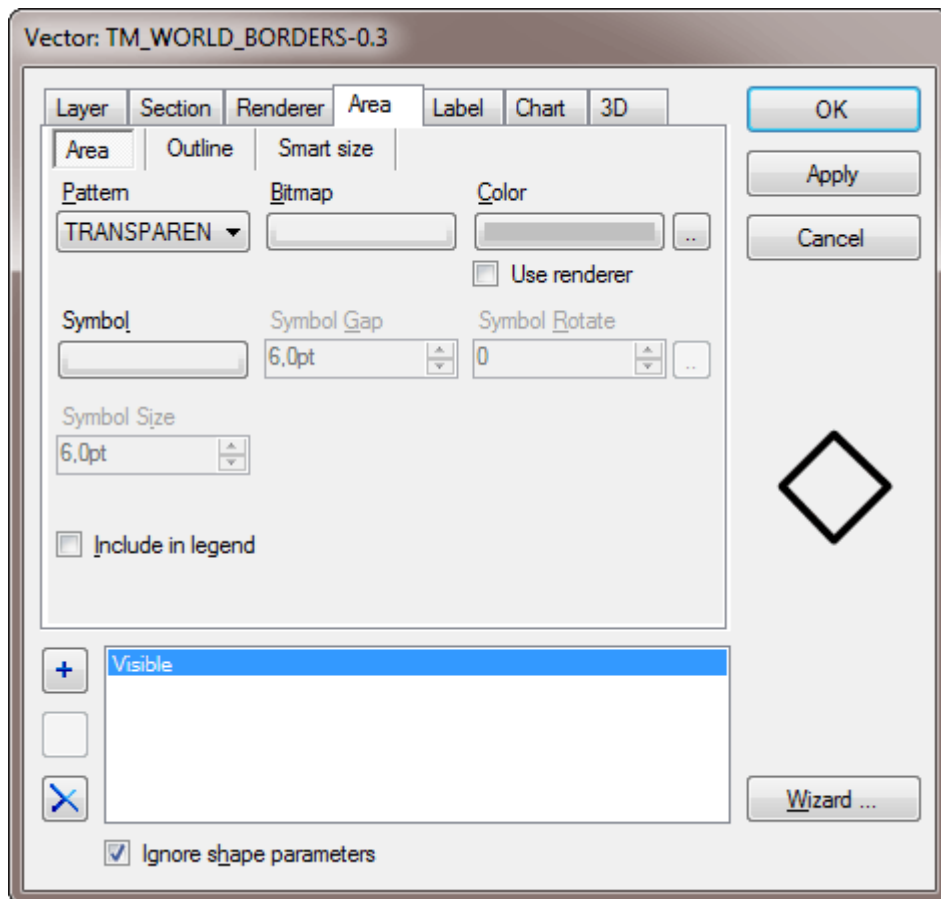 Vector: TM_WORLD_BORDERS-0.3
Layer Section Renderer Area Label Chart 3D
OK
Area Outline Smart size
Apply
Pattern Bitmap Color
TRANSPAREN ..
Cancel
Use renderer
Symbol Symbol Gap Symbol Rotate
6,0pt 0 ..
Symbol Size
6,0pt
Include in legend
+ Visible
Wizard ...
Ignore shape parameters